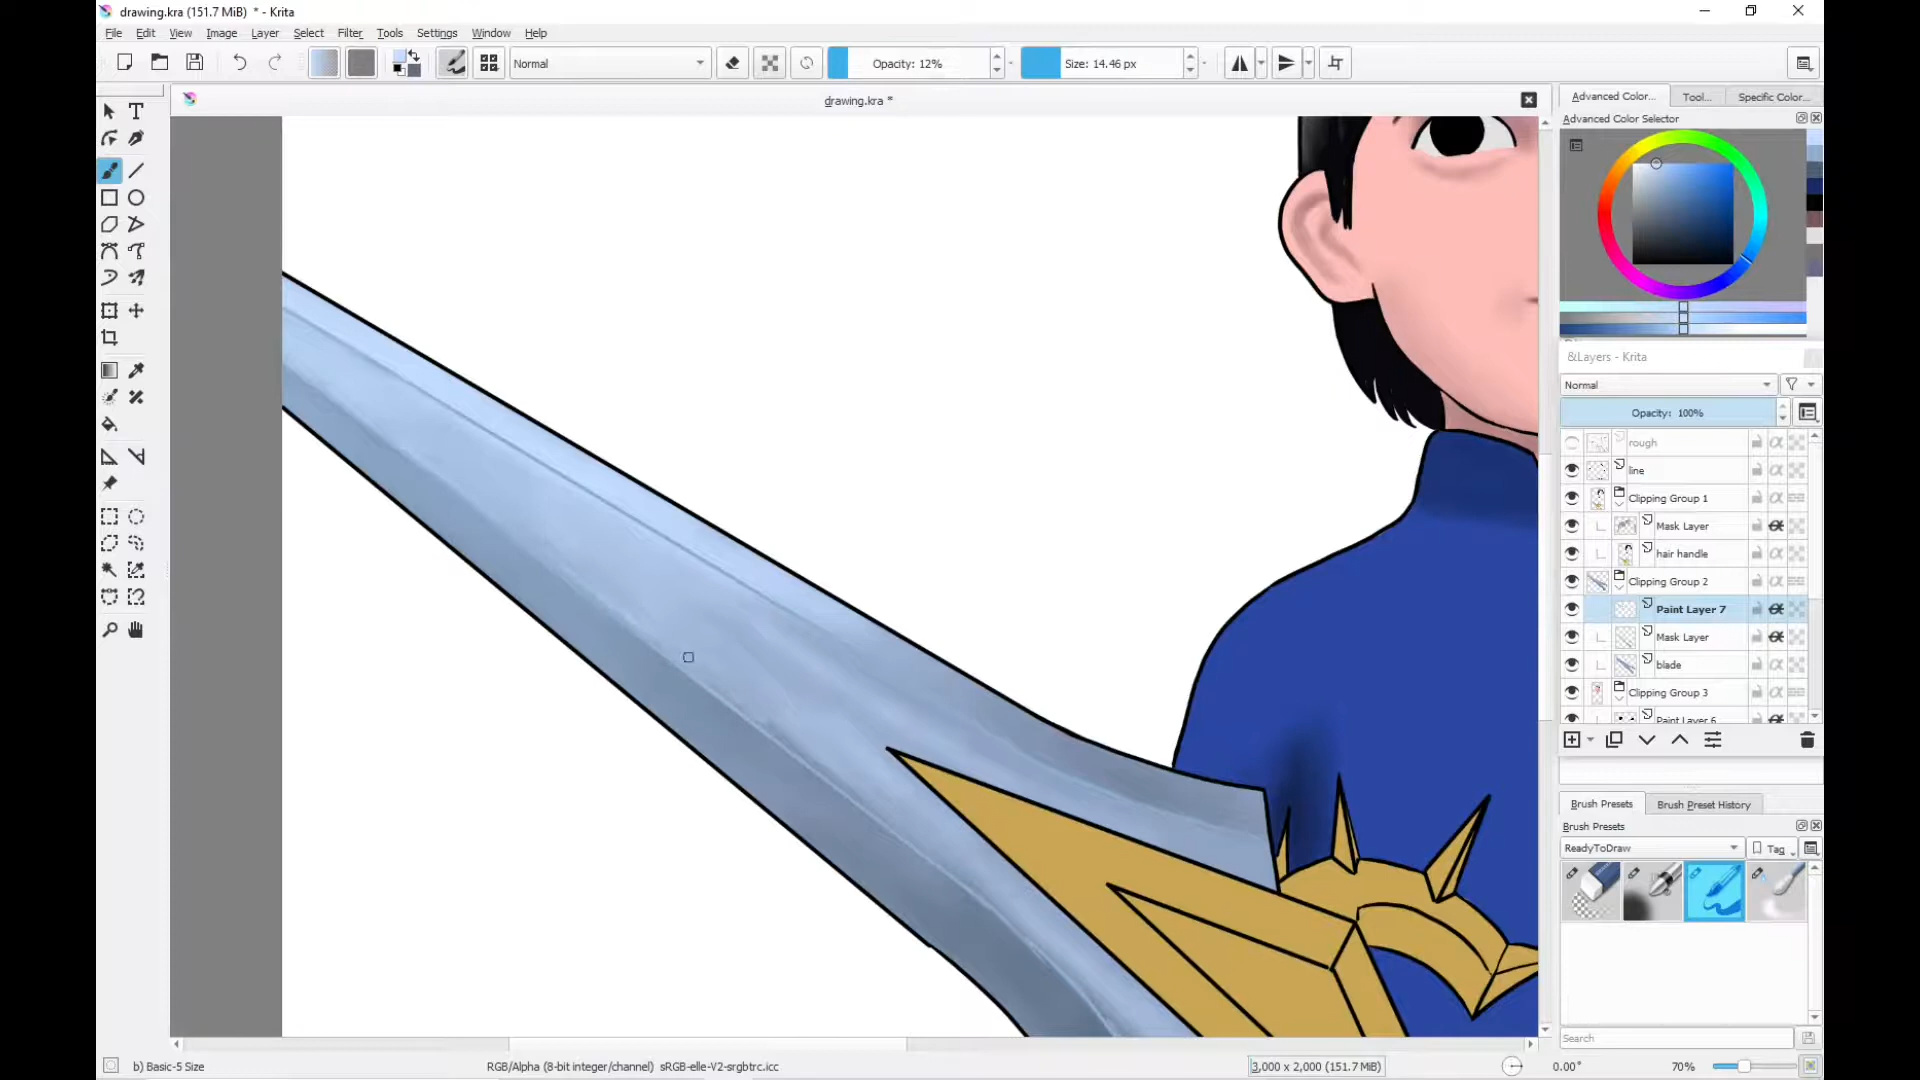 drawing.kra (151.7 MiB) * - Krita
File Edit View Image Layer Select Filter Tools Settings Window Help
Normal
Opacity: 12%
Size: 14.46 px
drawing.kra *
Advanced Color... Tool... Specific Color...
Advanced Color Selector
&Layers - Krita
Normal
Opacity: 100%
rough
line
Clipping Group 1
Mask Layer
hair handle
Clipping Group 2
Paint Layer 7
Mask Layer
blade
Clipping Group 3
Paint Layer 6
Brush Presets Brush Preset History
Brush Presets
ReadyToDraw
Tag
Search
b) Basic-5 Size
RGB/Alpha (8-bit integer/channel) sRGB-elle-V2-srgbtrc.icc
3,000 x 2,000 (151.7 MiB)
0.00°
70%